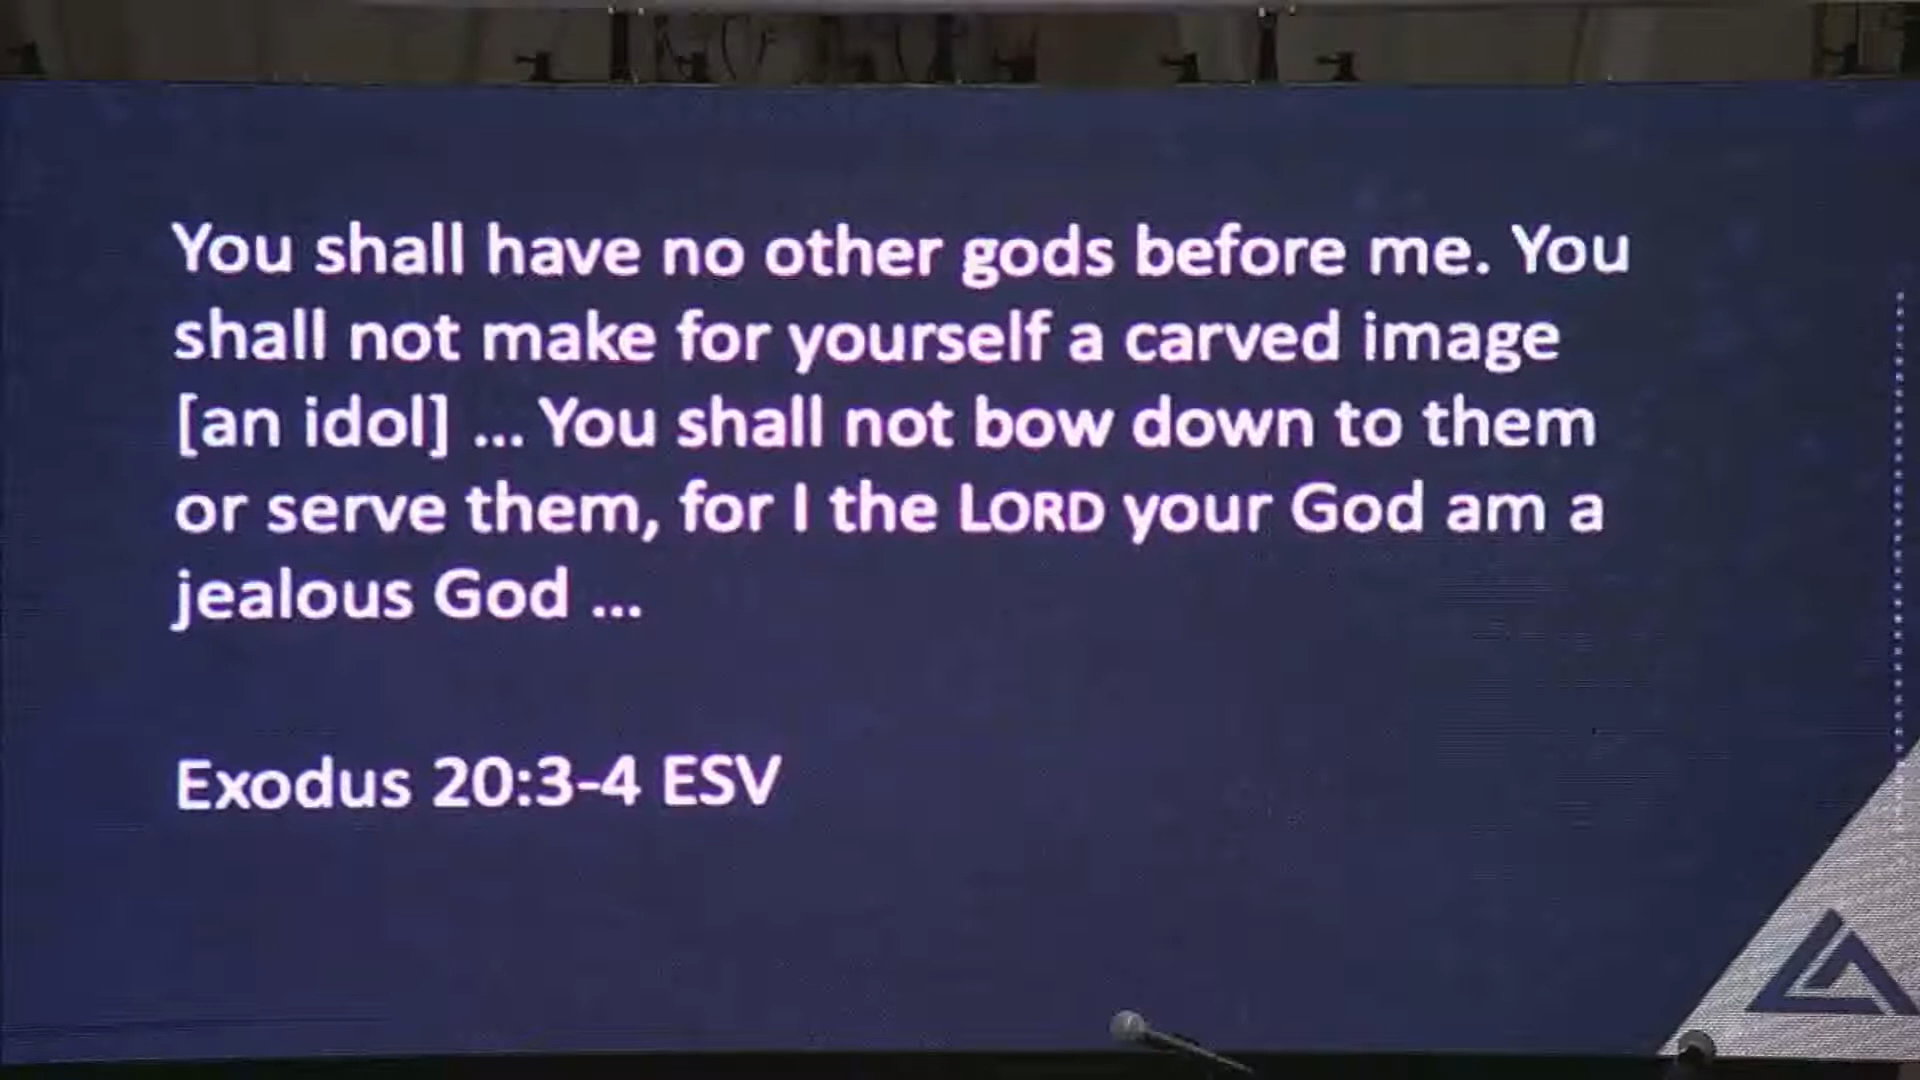 You shall have no other gods before me. You
shall not make for yourself a carved image
[an idol] ... You shall not bow down to them
or serve them, for I the LORD your God am a
jealous God ...
Exodus 20:3-4 ESV